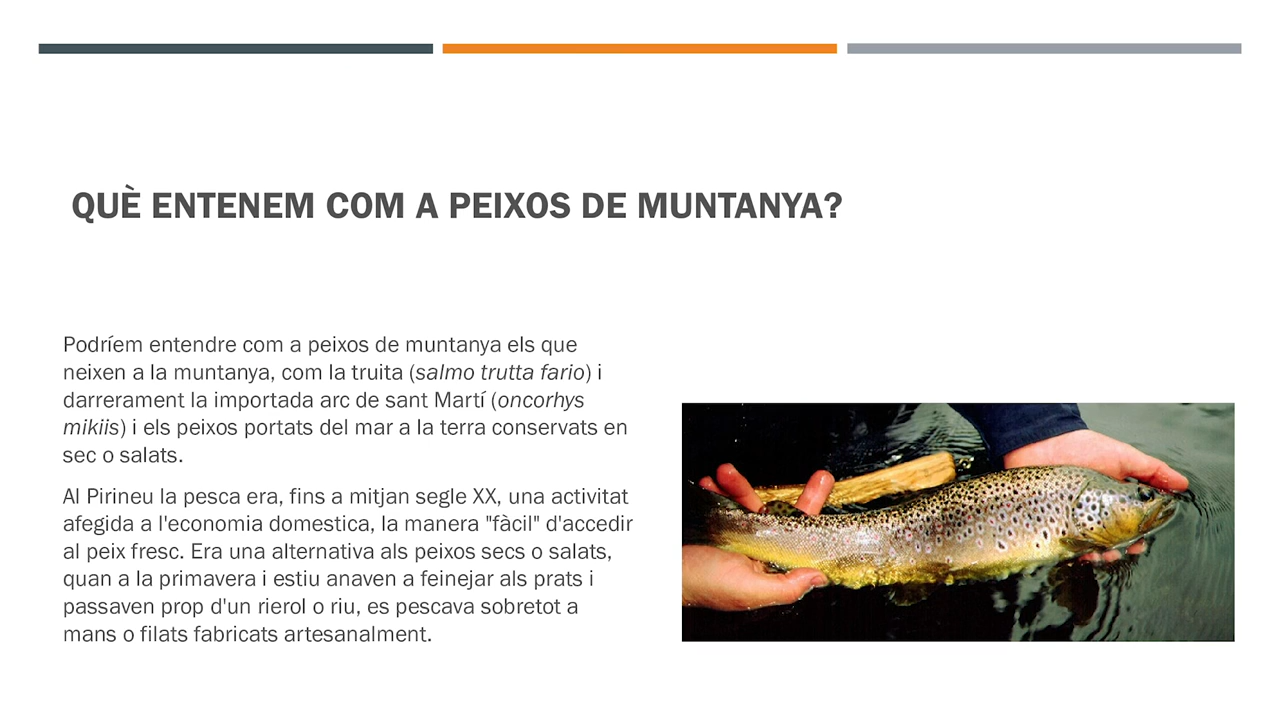 QUÈ ENTENEM COM A PEIXOS DE MUNTANYA?
Podríem entendre com a peixos de muntanya els que
neixen a la muntanya, com la truita (salmo trutta fario) i
darrerament la importada arc de sant Martí (oncorhys
mikiis) i els peixos portats del mar a la terra conservats en
sec o salats.
Al Pirineu la pesca era, fins a mitjan segle XX, una activitat
afegida a l'economia domestica, la manera "fàcil" d'accedir
al peix fresc. Era una alternativa als peixos secs o salats,
quan a la primavera i estiu anaven a feinejar als prats i
passaven prop d'un rierol o riu, es pescava sobretot a
mans o filats fabricats artesanalment.